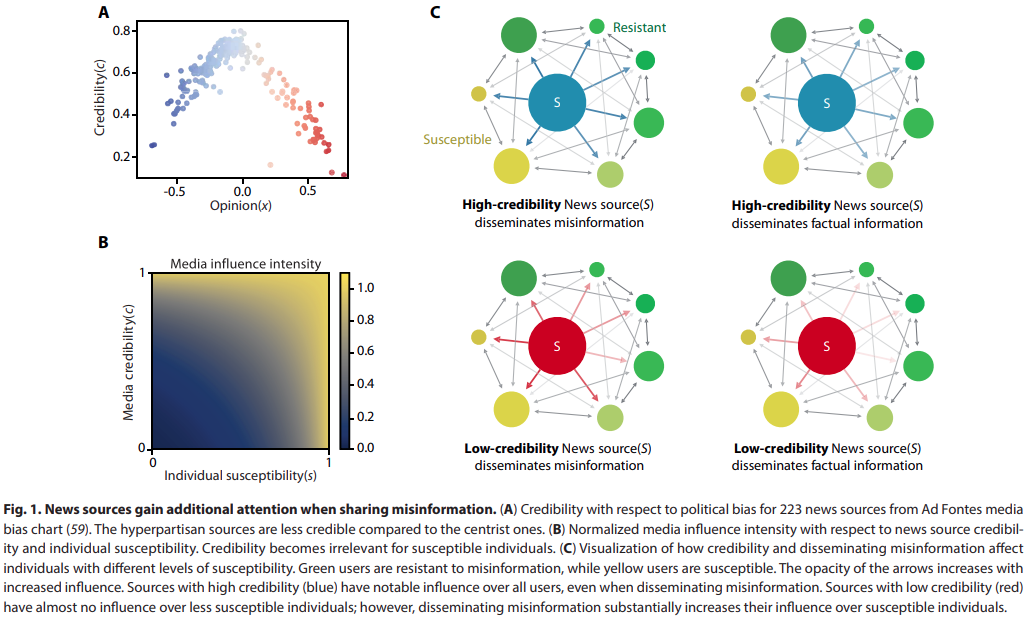 A
Credibility(c)
0.8
0.6
0.4
0.2
-0.5
0.0
0.5
Opinion(x)
B
Media influence intensity
Media credibility(c)
1
0
0
1
Individual susceptibility(s)
1.0
0.8
0.6
0.4
0.2
0.0
C
Resistant
S
Susceptible
High-credibility News source(S)
disseminates misinformation
S
High-credibility News source(S)
disseminates factual information
S
Low-credibility News source(S)
disseminates misinformation
S
Low-credibility News source(S)
disseminates factual information
Fig. 1. News sources gain additional attention when sharing misinformation. (A) Credibility with respect to political bias for 223 news sources from Ad Fontes media
bias chart (59). The hyperpartisan sources are less credible compared to the centrist ones. (B) Normalized media influence intensity with respect to news source credibil-
ity and individual susceptibility. Credibility becomes irrelevant for susceptible individuals. (C) Visualization of how credibility and disseminating misinformation affect
individuals with different levels of susceptibility. Green users are resistant to misinformation, while yellow users are susceptible. The opacity of the arrows increases with
increased influence. Sources with high credibility (blue) have notable influence over all users, even when disseminating misinformation. Sources with low credibility (red)
have almost no influence over less susceptible individuals; however, disseminating misinformation substantially increases their influence over susceptible individuals.